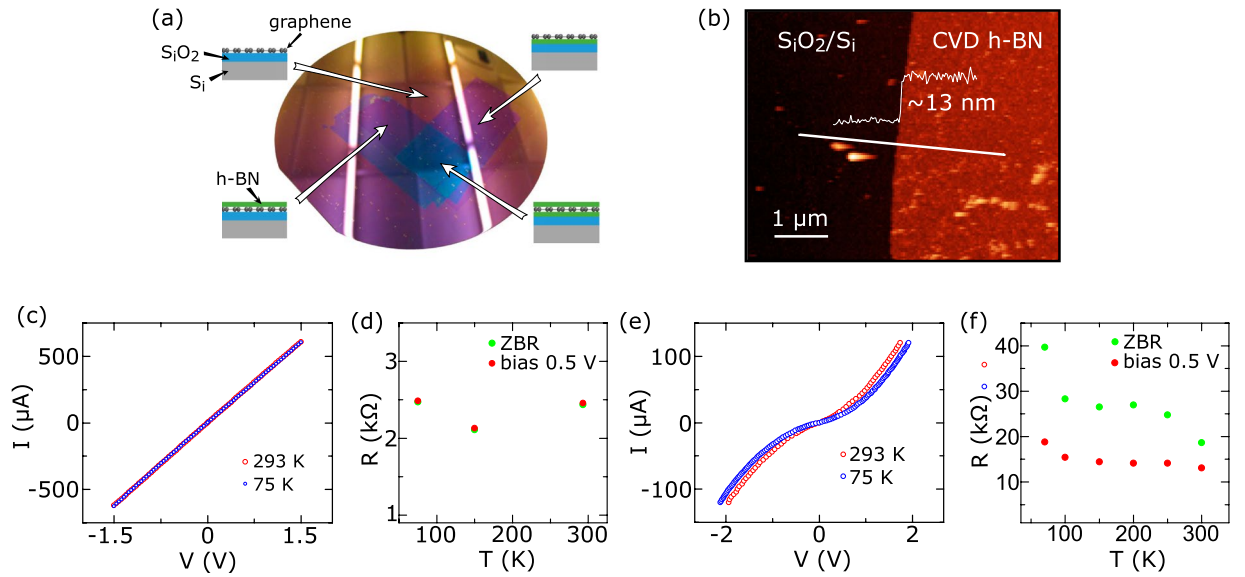 (a)
graphene
SiO2
Si
h-BN
(b)
SiO2/Si
CVD h-BN
~13 nm
1 µm
(c)
500
0
-500
I (µA)
293 K
75 K
-1.5
0
1.5
V (V)
(d)
3
2
1
R (kΩ)
ZBR
bias 0.5 V
100
200
300
T (K)
(e)
100
0
-100
I (µA)
293 K
75 K
-2
0
2
V (V)
(f)
40
30
20
10
R (kΩ)
ZBR
bias 0.5 V
0
100
200
300
T (K)